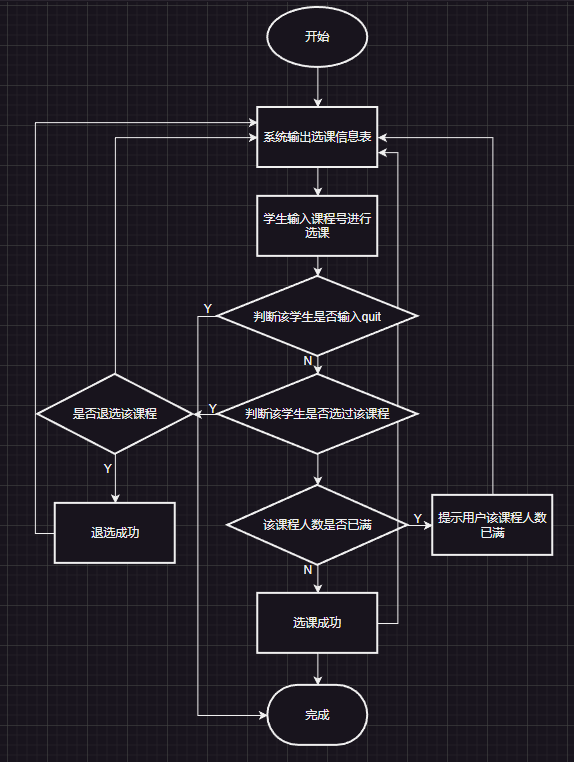 开始
系统输出选课信息表
学生输入课程号进行
选课
Y
判断该学生是否输入quit
N
是否退选该课程
Y
判断该学生是否选过该课程
Y
退选成功
该课程人数是否已满
Y
提示用户该课程人数
已满
N
选课成功
完成